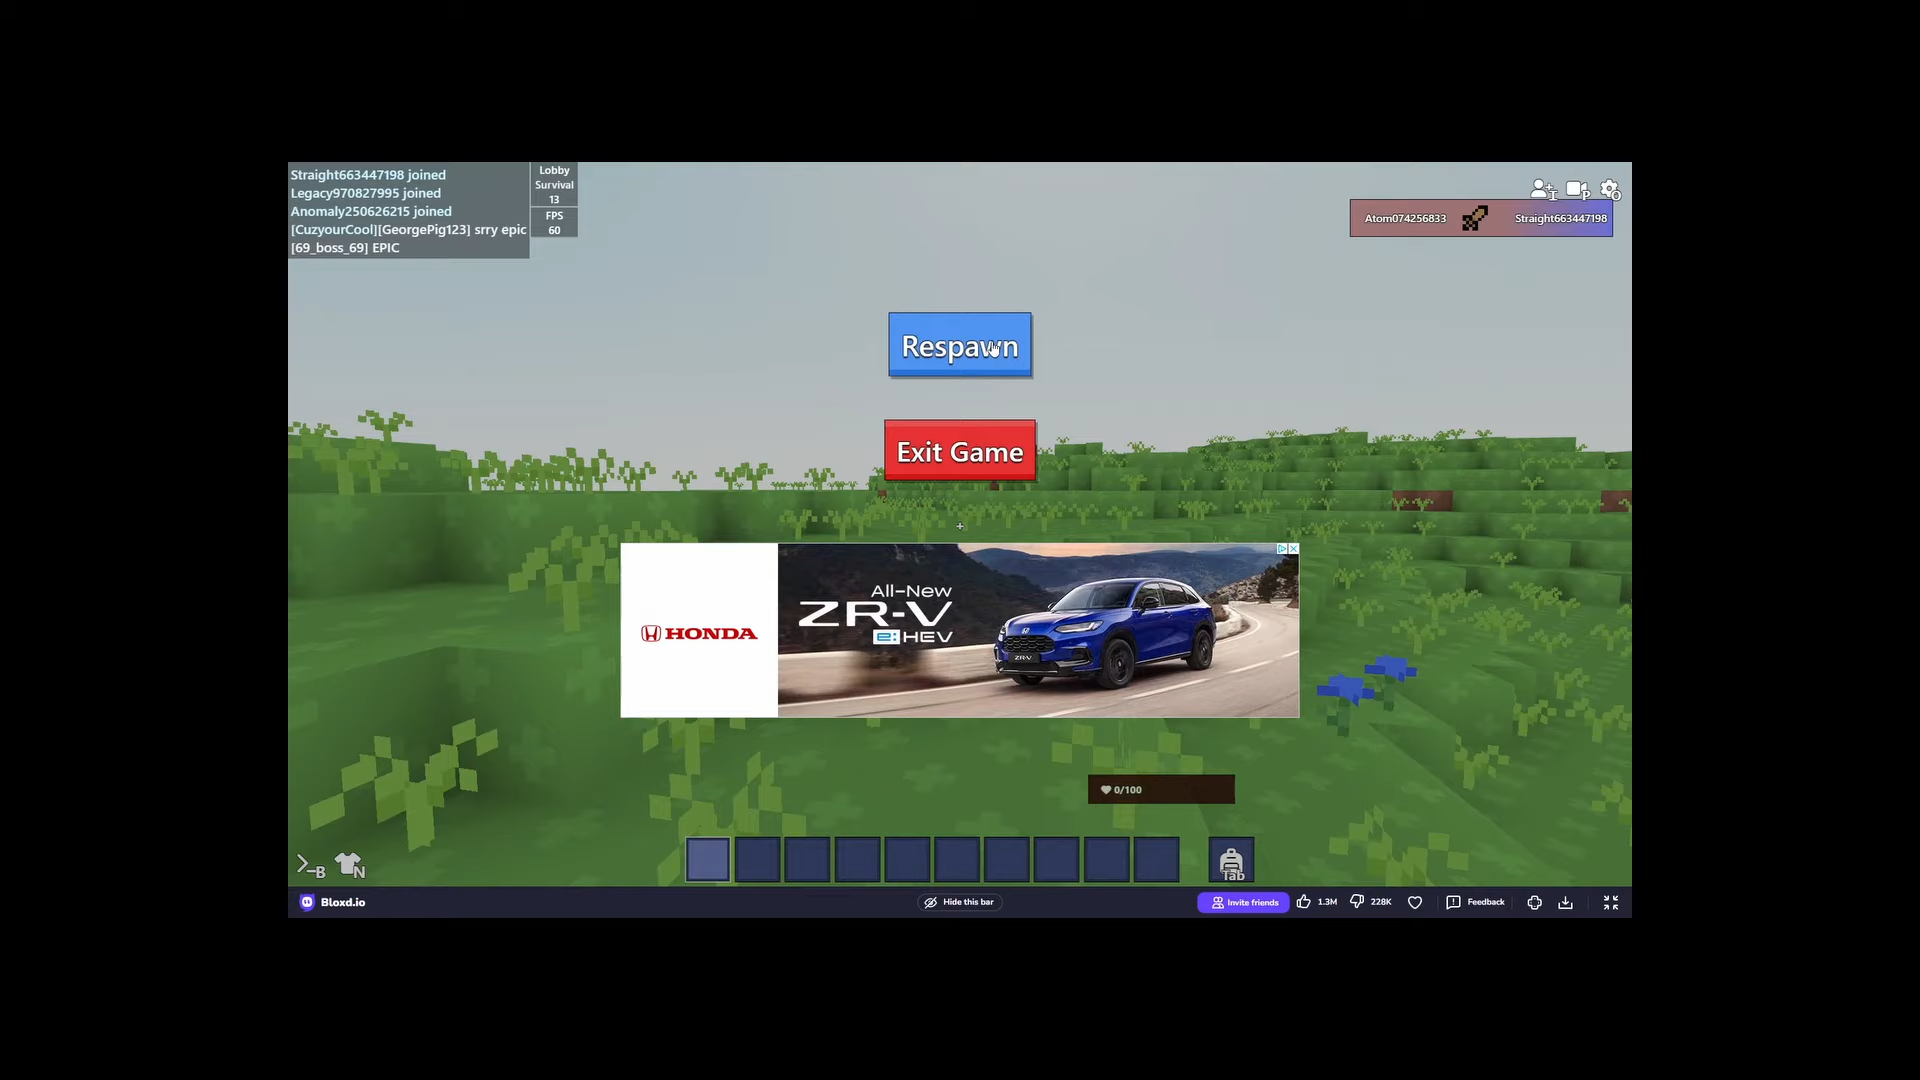 Straight663447198 joined
Legacy970827995 joined
Anomaly250626215 joined
[CuzyourCool][GeorgePig123] srry epic
[69_boss_69] EPIC
Lobby
Survival
13
FPS
60
I
P
O
Atom074256833
Straight663447198
Respawn
Exit Game
HONDA
All-New
ZR-V
e:HEV
ZR-V
0/100
B
N
Tab
Bloxd.io
Hide this bar
Invite friends
1.3M
228K
Feedback